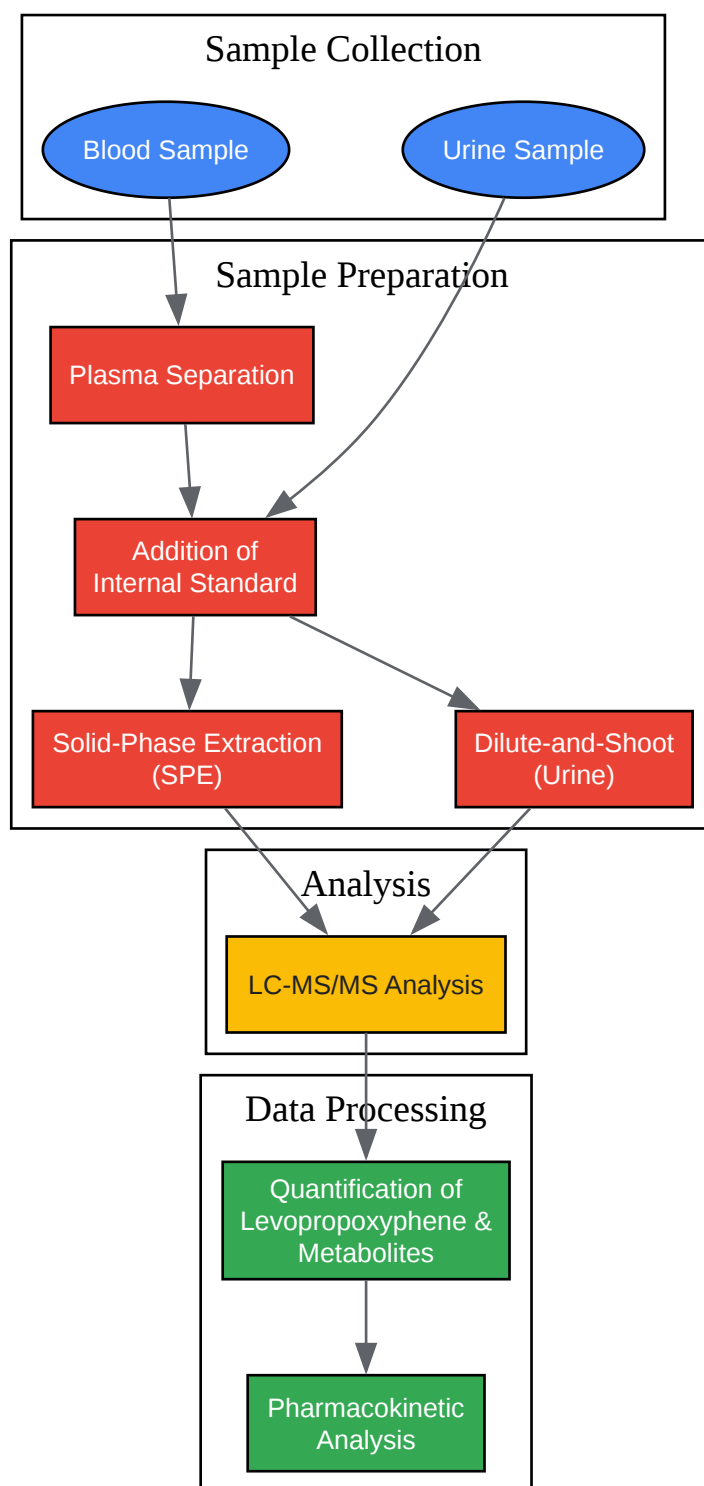 Sample Collection
Blood Sample
Urine Sample
Sample Preparation
Plasma Separation
Addition of
Internal Standard
Solid-Phase Extraction
(SPE)
Dilute-and-Shoot
(Urine)
Analysis
LC-MS/MS Analysis
Data Processing
Quantification of
Levopropoxyphene &
Metabolites
Pharmacokinetic
Analysis